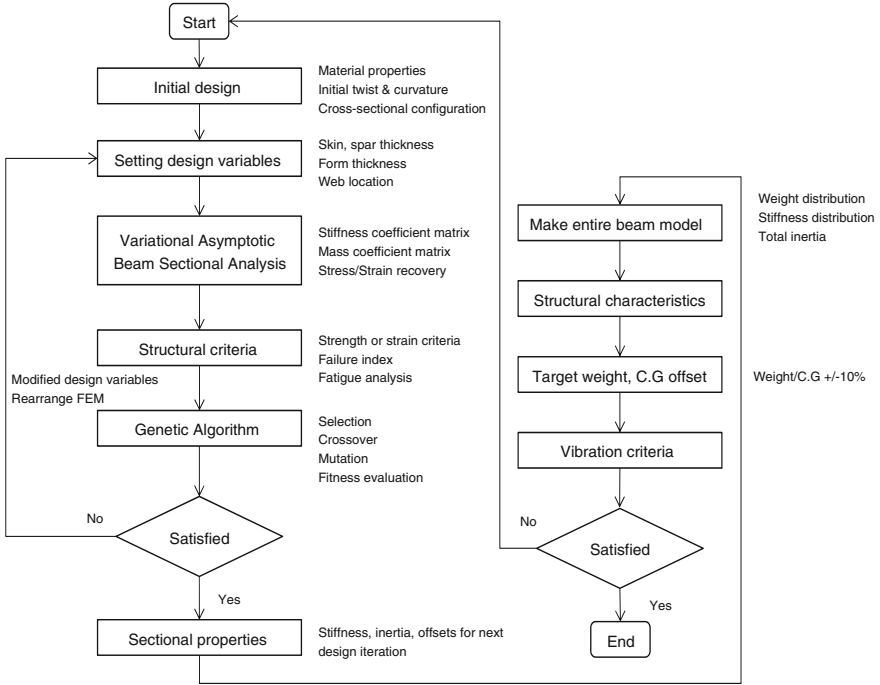 Start
Initial design
Material properties
Initial twist & curvature
Cross-sectional configuration
Setting design variables
Skin, spar thickness
Form thickness
Web location
Variational Asymptotic
Beam Sectional Analysis
Stiffness coefficient matrix
Mass coefficient matrix
Stress/Strain recovery
Structural criteria
Strength or strain criteria
Failure index
Fatigue analysis
Modified design variables
Rearrange FEM
Genetic Algorithm
Selection
Crossover
Mutation
Fitness evaluation
No
Satisfied
Yes
Sectional properties
Stiffness, inertia, offsets for next
design iteration
Make entire beam model
Weight distribution
Stiffness distribution
Total inertia
Structural characteristics
Target weight, C.G offset
Weight/C.G +/-10%
Vibration criteria
No
Satisfied
Yes
End